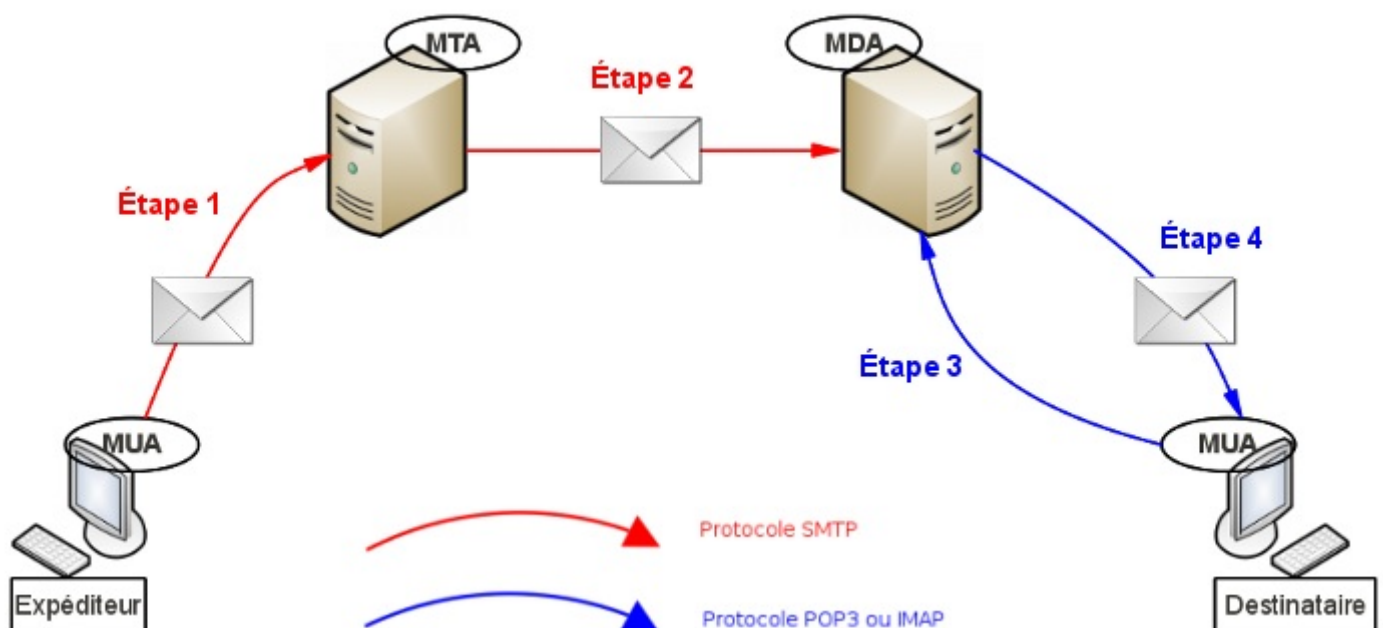 MTA
MDA
Étape 2
Étape 1
Étape 4
Étape 3
MUA
MUA
Protocole SMTP
Expéditeur
Destinataire
Protocole POP3 ou IMAP